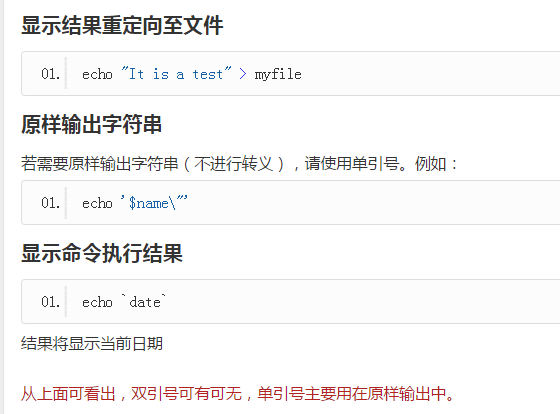 显示结果重定向至文件
01. echo "It is a test" > myfile
原样输出字符串
若需要原样输出字符串（不进行转义），请使用单引号。例如：
01. echo '$name\"'
显示命令执行结果
01. echo `date`
结果将显示当前日期
从上面可看出，双引号可有可无，单引号主要用在原样输出中。